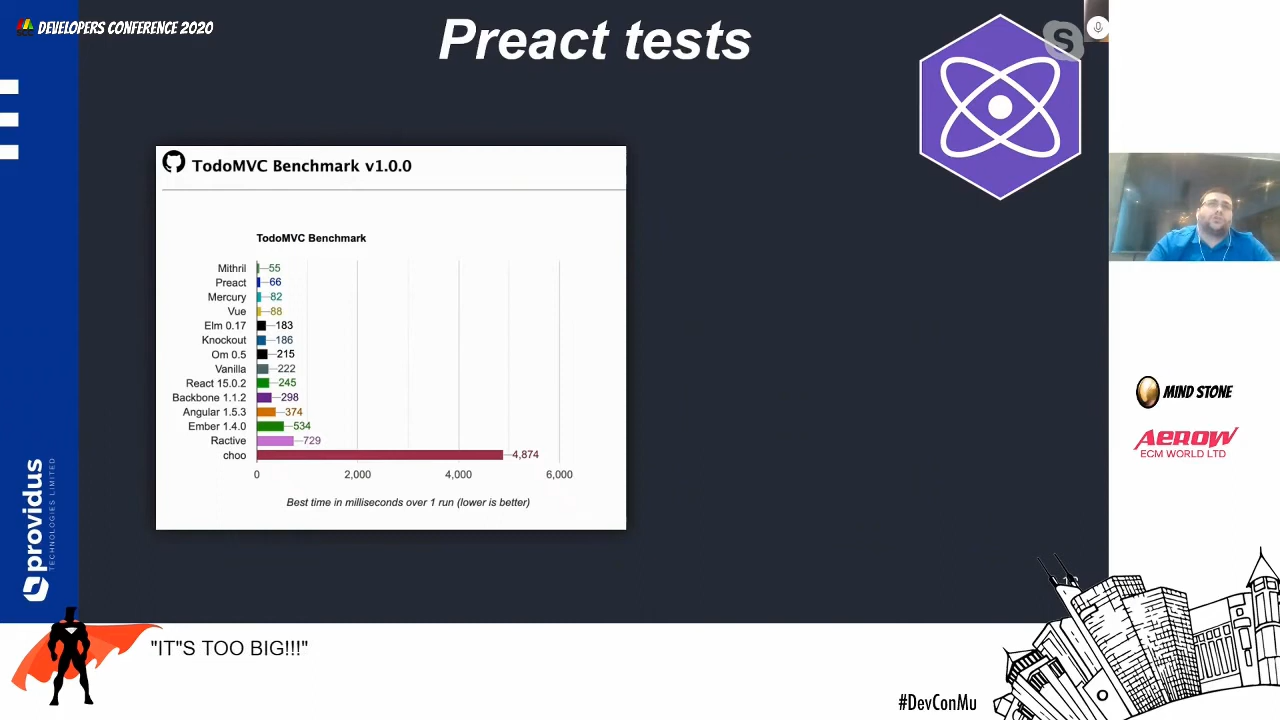 DEVELOPERS CONFERENCE 2020
Preact tests
S
TodoMVC Benchmark v1.0.0
TodoMVC Benchmark
Mithril 55
Preact 66
Mercury 82
Vue 88
Elm 0.17 183
Knockout 186
Om 0.5 215
Vanilla 222
React 15.0.2 245
Backbone 1.1.2 298
Angular 1.5.3 374
Ember 1.4.0 534
Ractive 729
choo 4,874
0 2,000 4,000 6,000
Best time in milliseconds over 1 run (lower is better)
MIND STONE
AEROW
ECM WORLD LTD
providus
TECHNOLOGIES LIMITED
"IT"S TOO BIG!!!"
#DevConMu